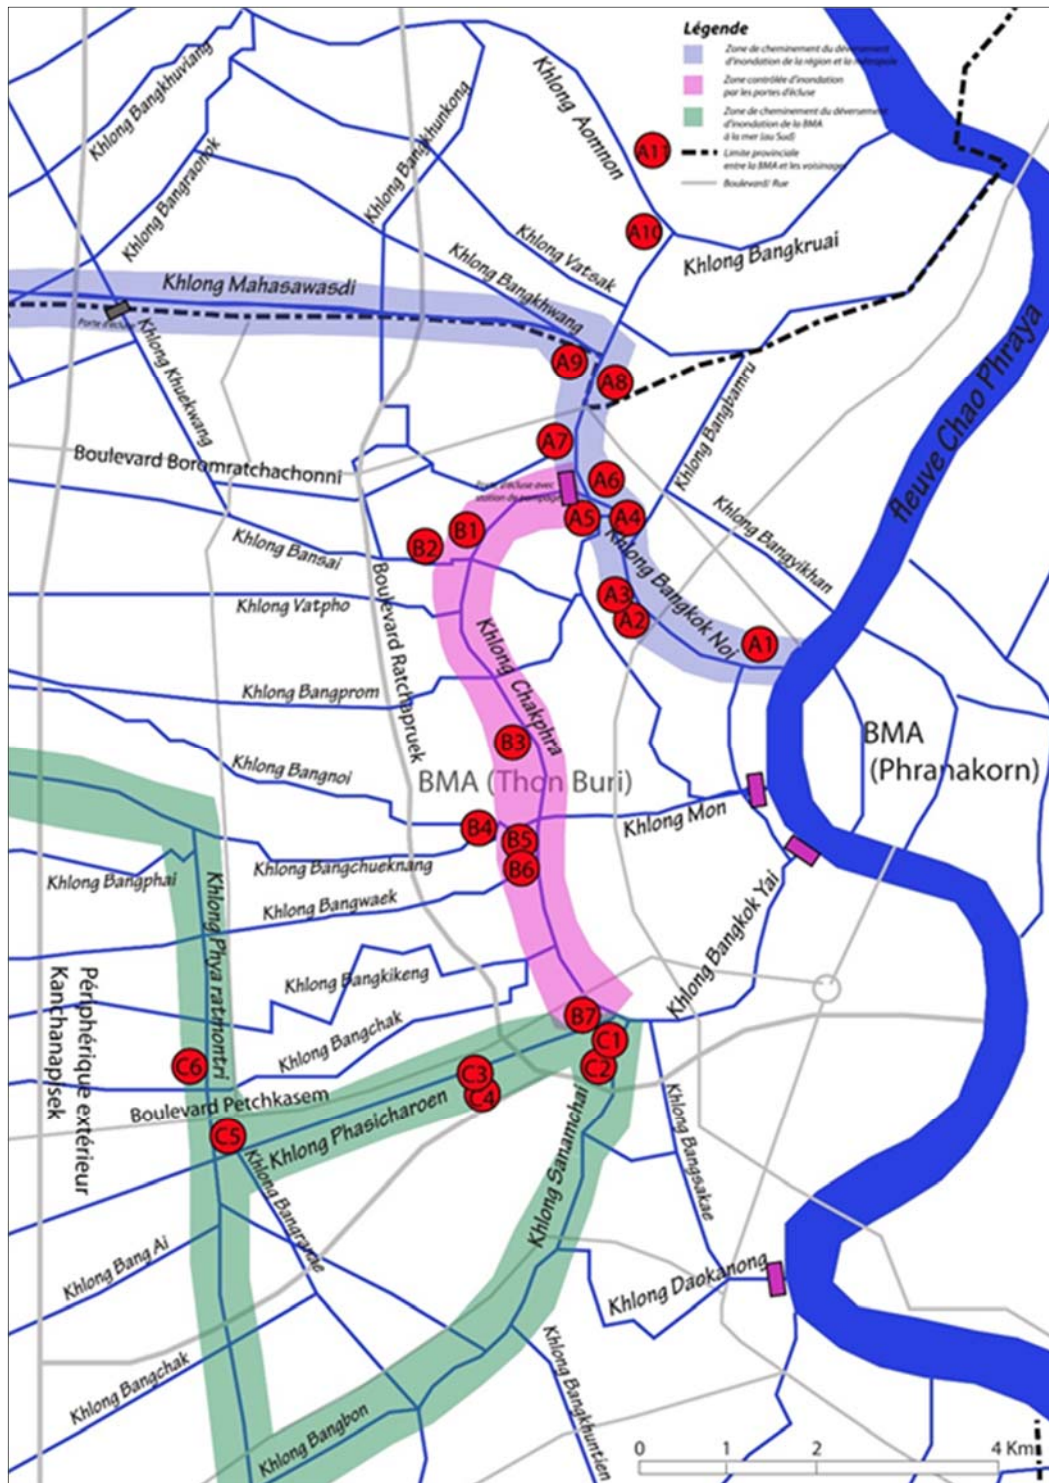 Légende
Zone de cheminement du déversement
d'inondation de la région et la métropole
Zone contrôlée d'inondation
par les portes d'écluse
Zone de cheminement du déversement
d'inondation de la BMA
à la mer (au Sud)
Limite provinciale
entre la BMA et les voisinages
Boulevard/ Rue
Khlong Bangkhuviang
Khlong Bangkhunkong
Khlong Aomnon
A11
Khlong Bangraonok
A10
Khlong Vatsak
Khlong Bangkruai
Khlong Bangkhwang
Khlong Mahasawasdi
Porte d'écluse
Khlong Khuekwang
A9
A8
Fleuve Chao Phraya
Khlong Bangbamru
A7
Boulevard Boromratchachonni
Porte d'écluse avec
station de pompage
A6
A5
A4
B1
B2
Khlong Bansai
Khlong Bangyikhan
Khlong Bangkok Noi
Khlong Vatpho
Boulevard Ratchapruek
A3
A2
A1
Khlong Chakphra
Khlong Bangprom
B3
BMA
(Phranakorn)
Khlong Bangnoi
BMA (Thon Buri)
B4
B5
B6
Khlong Mon
Khlong Bangphai
Khlong Bangchueknang
Khlong Bangwaek
Khlong Phya ratmontri
Khlong Bangkok Yai
Périphérique extérieur
Kanchanapisek
Khlong Bangkikeng
B7
Khlong Bangchak
C1
C2
C3
C4
C6
Boulevard Petchkasem
C5
Khlong Phasicharoen
Khlong Sanamchai
Khlong Bangsakae
Khlong Bang Ai
Khlong Daokanong
Khlong Bangchak
Khlong Bangkhuntien
Khlong Bangbon
0 1 2 4 Km